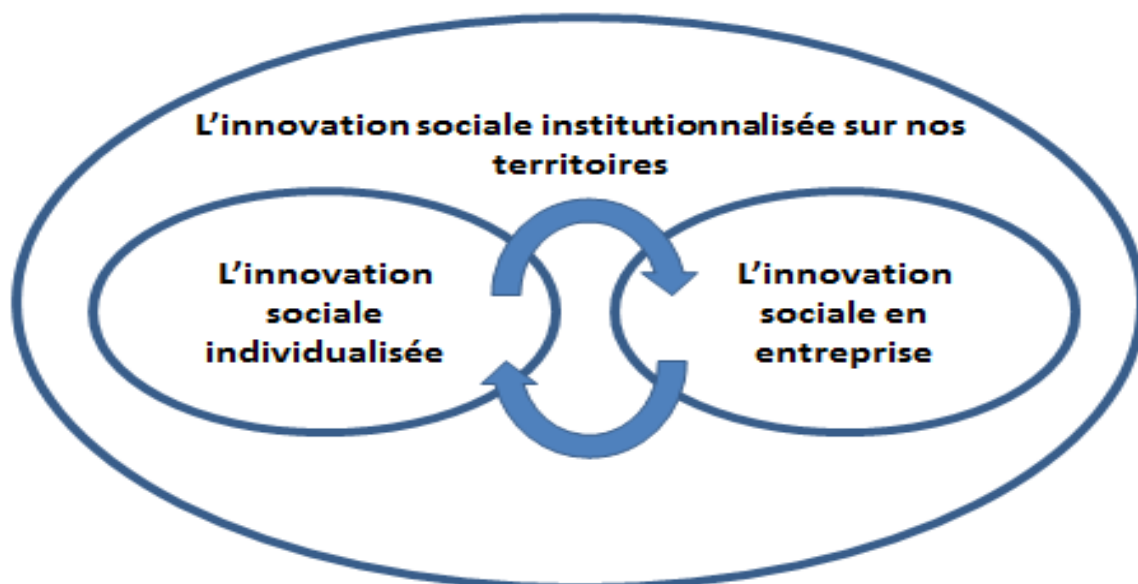 L’innovation sociale institutionnalisée sur nos
territoires
L’innovation
sociale
individualisée
L’innovation
sociale en
entreprise